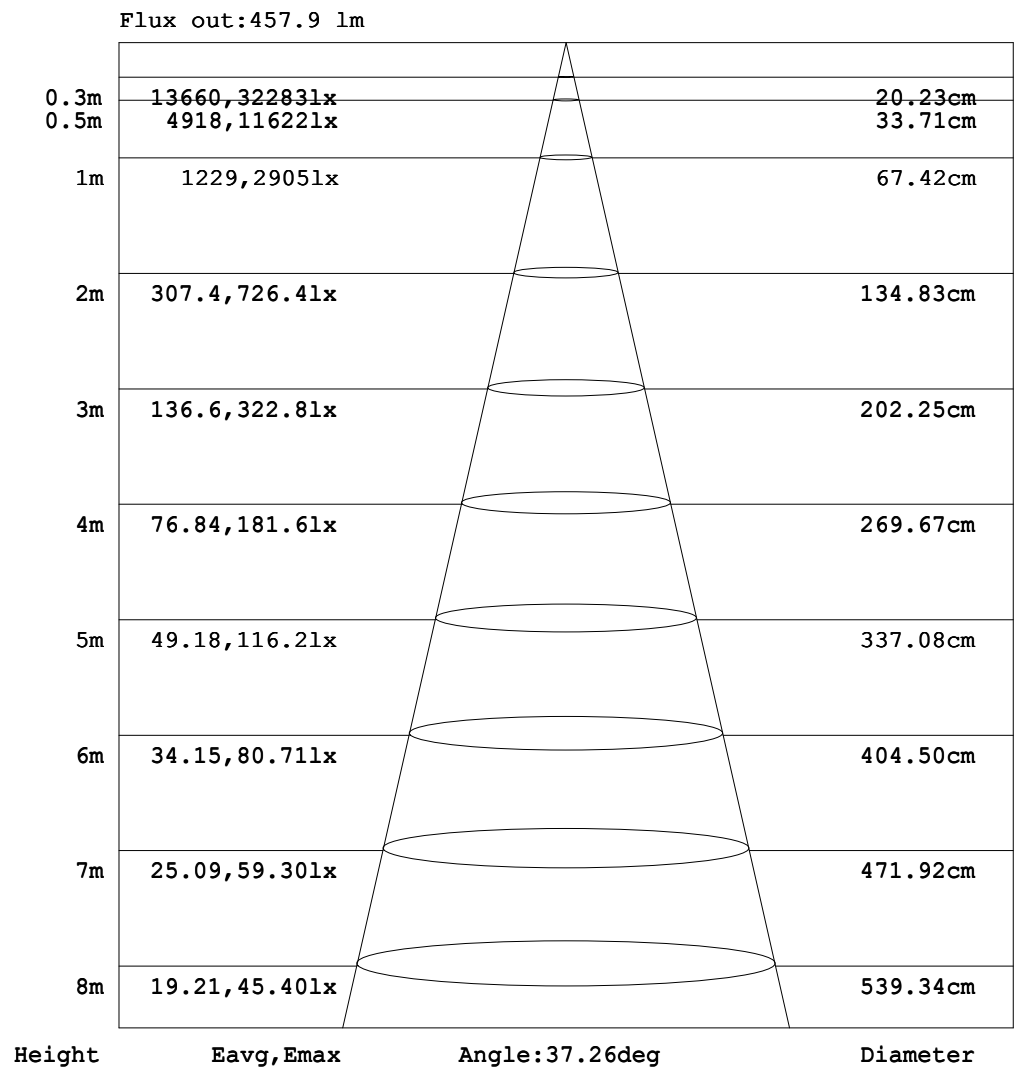 Flux out:457.9 lm
0.3m 13660,32283lx 20.23cm
0.5m 4918,11622lx 33.71cm
1m 1229,2905lx 67.42cm
2m 307.4,726.4lx 134.83cm
3m 136.6,322.8lx 202.25cm
4m 76.84,181.6lx 269.67cm
5m 49.18,116.2lx 337.08cm
6m 34.15,80.71lx 404.50cm
7m 25.09,59.30lx 471.92cm
8m 19.21,45.40lx 539.34cm
Height Eavg,Emax Angle:37.26deg Diameter